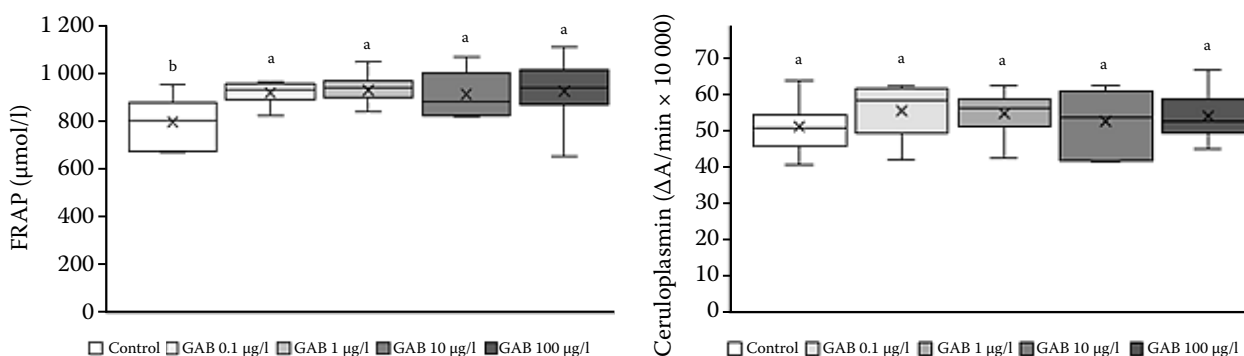 1 200
1 000
800
600
400
200
0
FRAP (µmol/l)
b
a
a
a
a
Control
GAB 0.1 µg/l
GAB 1 µg/l
GAB 10 µg/l
GAB 100 µg/l
70
60
50
40
30
20
10
0
Ceruloplasmin (ΔA/min × 10 000)
a
a
a
a
a
Control
GAB 0.1 µg/l
GAB 1 µg/l
GAB 10 µg/l
GAB 100 µg/l